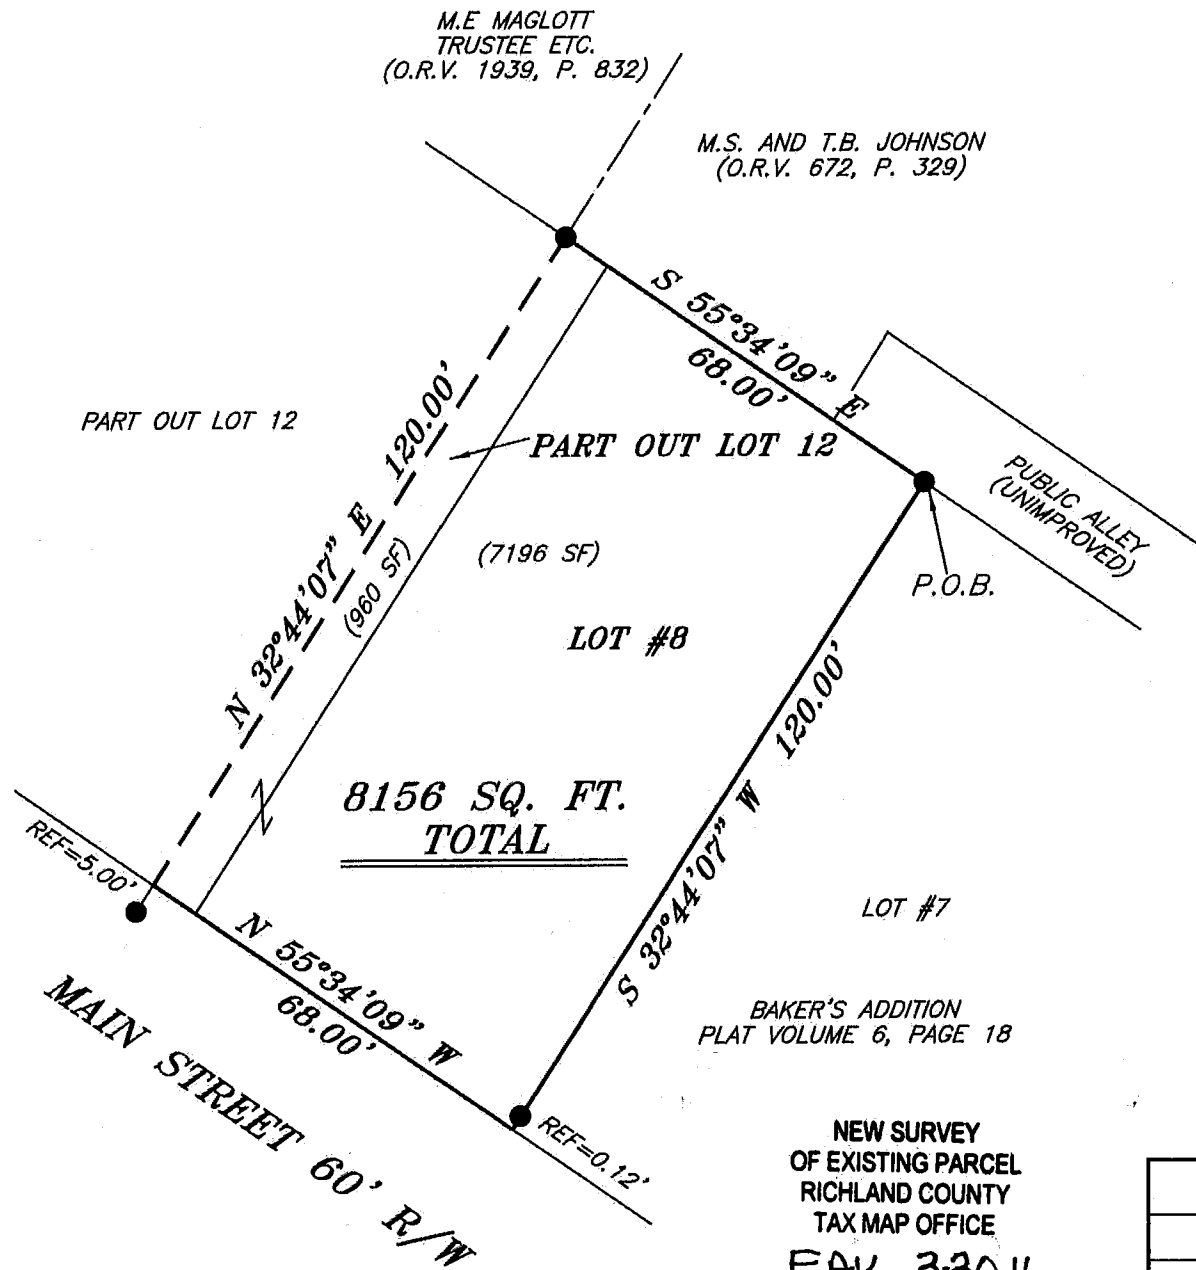 M.E MAGLOTT
TRUSTEE ETC.
(O.R.V. 1939, P. 832)
M.S. AND T.B. JOHNSON
(O.R.V. 672, P. 329)
S 55°34'09" E
68.00'
PART OUT LOT 12
N 32°44'07" E 120.00'
PART OUT LOT 12
PUBLIC ALLEY
(UNIMPROVED)
(960 SF)
(7196 SF)
P.O.B.
LOT #8
S 32°44'07" W 120.00'
8156 SQ. FT.
TOTAL
REF=5.00'
LOT #7
N 55°34'09" W
68.00'
BAKER'S ADDITION
PLAT VOLUME 6, PAGE 18
MAIN STREET 60' R/W
REF=0.12'
NEW SURVEY
OF EXISTING PARCEL
RICHLAND COUNTY
TAX MAP OFFICE